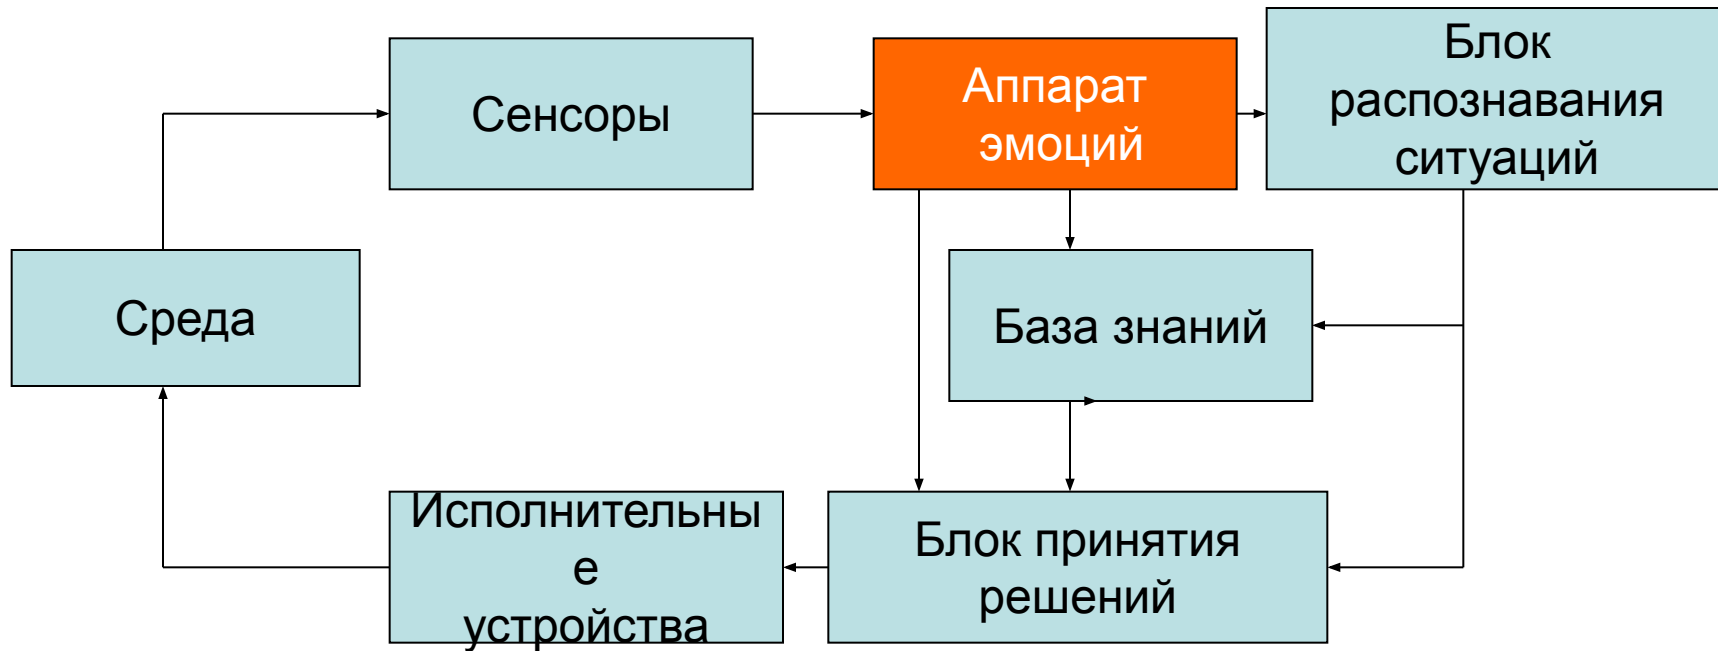 Сенсоры
Аппарат
эмоций
Блок
распознавания
ситуаций
Среда
База знаний
Исполнительны
е
устройства
Блок принятия
решений